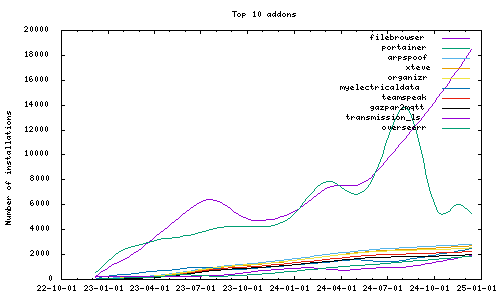 Top 10 addons
Number of installations
20000
18000
16000
14000
12000
10000
8000
6000
4000
2000
0
filebrowser
portainer
arpspoof
xteve
organizr
myelectricaldata
teamspeak
gazpar2mqtt
transmission_ls
overseerr
22-10-01 23-01-01 23-04-01 23-07-01 23-10-01 24-01-01 24-04-01 24-07-01 24-10-01 25-01-01